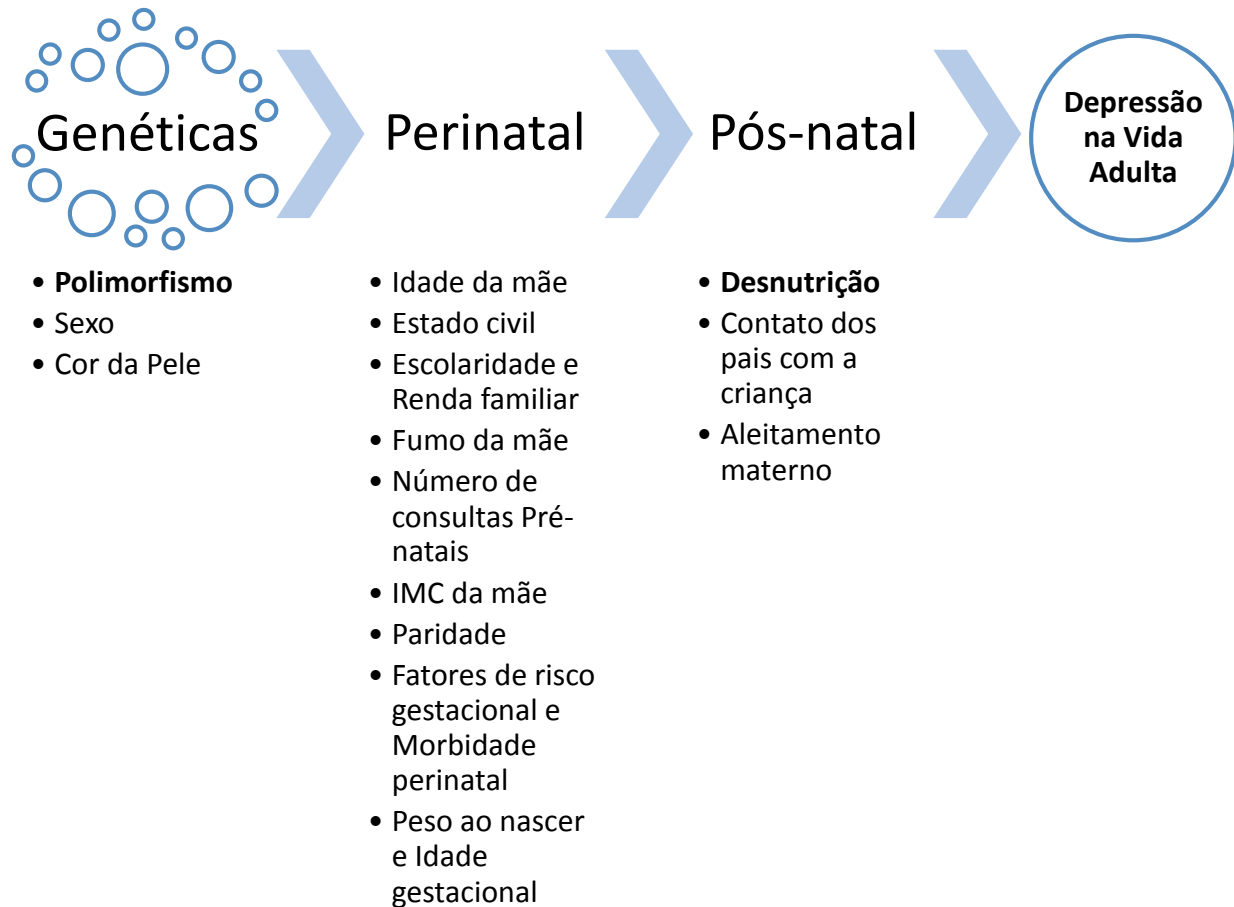 Genéticas
Perinatal
Pós-natal
Depressão
na Vida
Adulta
• Polimorfismo
• Sexo
• Cor da Pele
• Idade da mãe
• Estado civil
• Escolaridade e
Renda familiar
• Fumo da mãe
• Número de
consultas Pré-
natais
• IMC da mãe
• Paridade
• Fatores de risco
gestacional e
Morbidade
perinatal
• Peso ao nascer
e Idade
gestacional
• Desnutrição
• Contato dos
pais com a
criança
• Aleitamento
materno